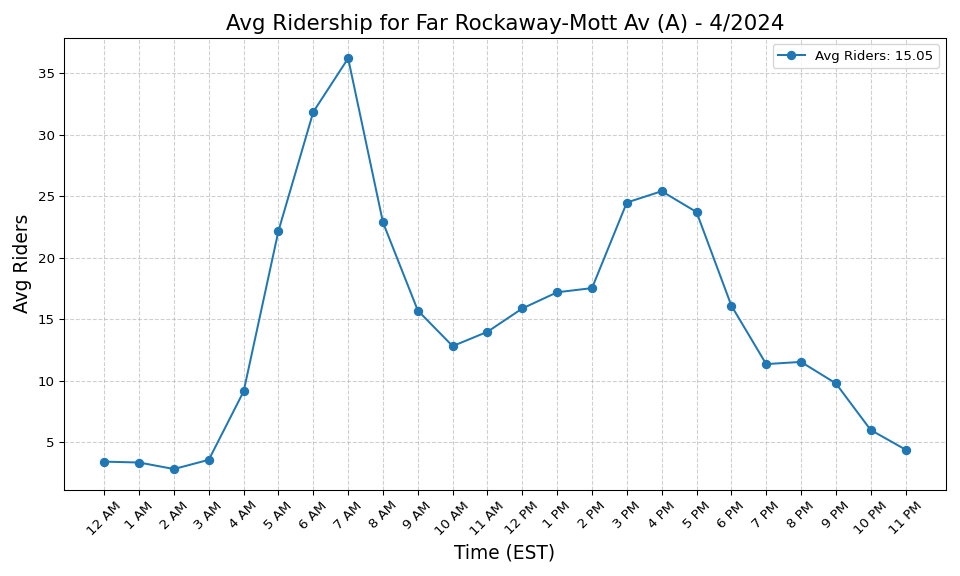 Avg Ridership for Far Rockaway-Mott Av (A) - 4/2024
Avg Riders: 15.05
Avg Riders
35
30
25
20
15
10
5
12 AM
1 AM
2 AM
3 AM
4 AM
5 AM
6 AM
7 AM
8 AM
9 AM
10 AM
11 AM
12 PM
1 PM
2 PM
3 PM
4 PM
5 PM
6 PM
7 PM
8 PM
9 PM
10 PM
11 PM
Time (EST)